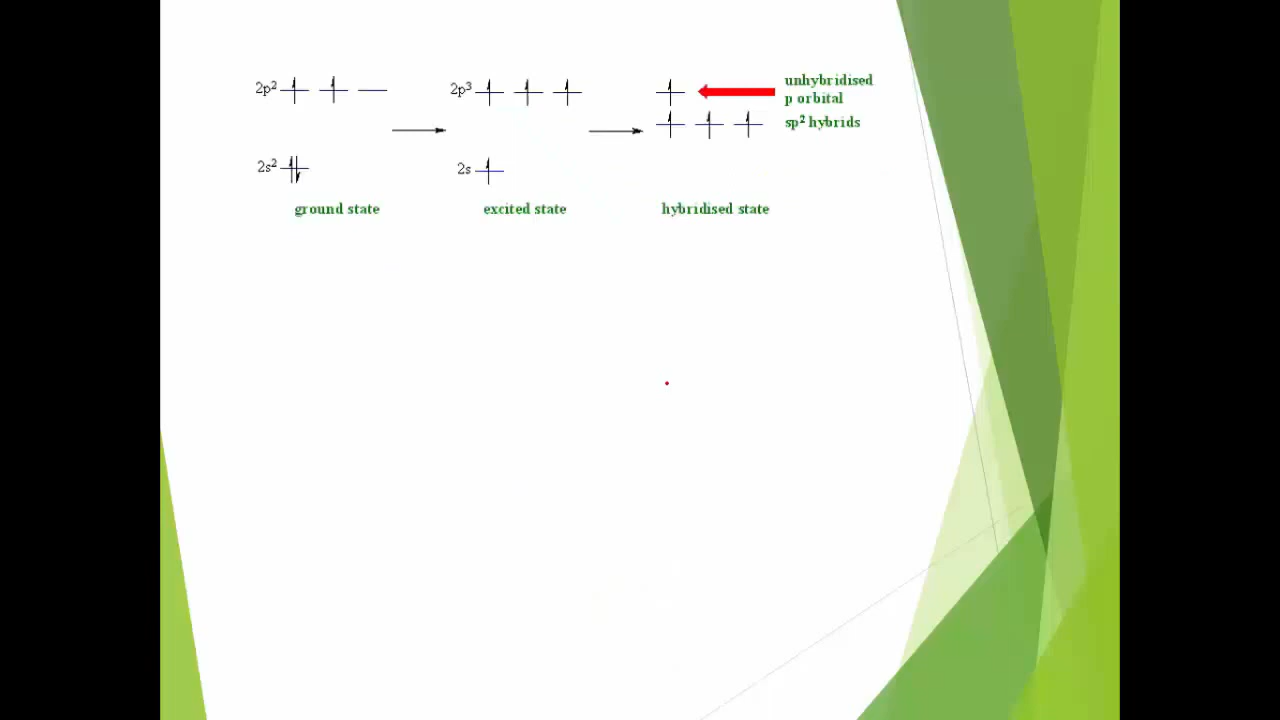 2p² 2p³ unhybridised
p orbital
sp² hybrids
2s² 2s
ground state excited state hybridised state